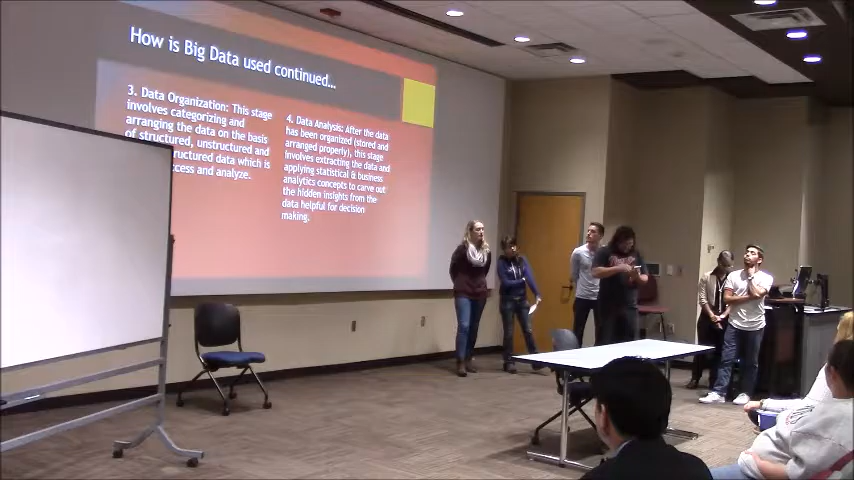 How is Big Data used continued...
3. Data Organization: This stage
involves categorizing and
arranging the data on the basis
of structured, unstructured and
ructured data which is
cess and analyze.
4. Data Analysis: After the data
has been organized (stored and
arranged properly), this stage
involves extracting the data and
applying statistical & business
analytics concepts to carve out
the hidden insights from the
data helpful for decision
making.